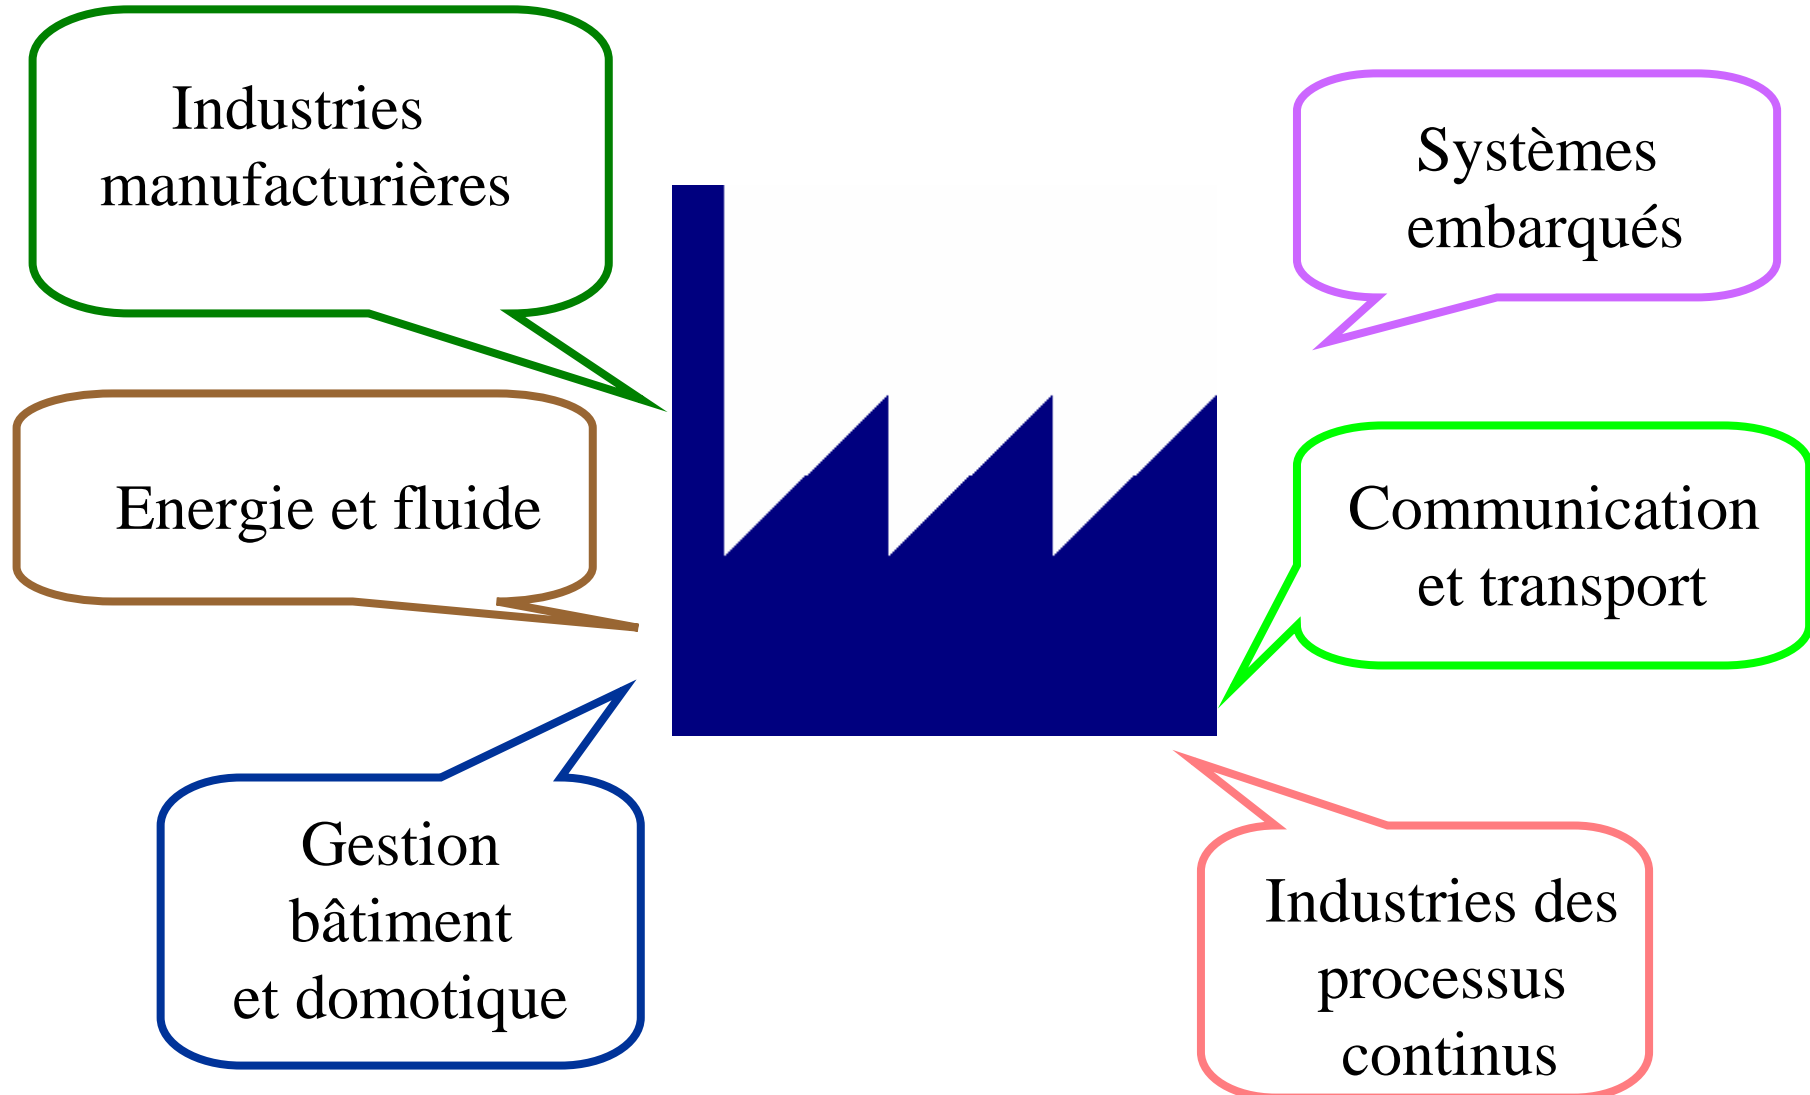 Industries
manufacturières
Systèmes
embarqués
Energie et fluide
Communication
et transport
Gestion
bâtiment
et domotique
Industries des
processus
continus